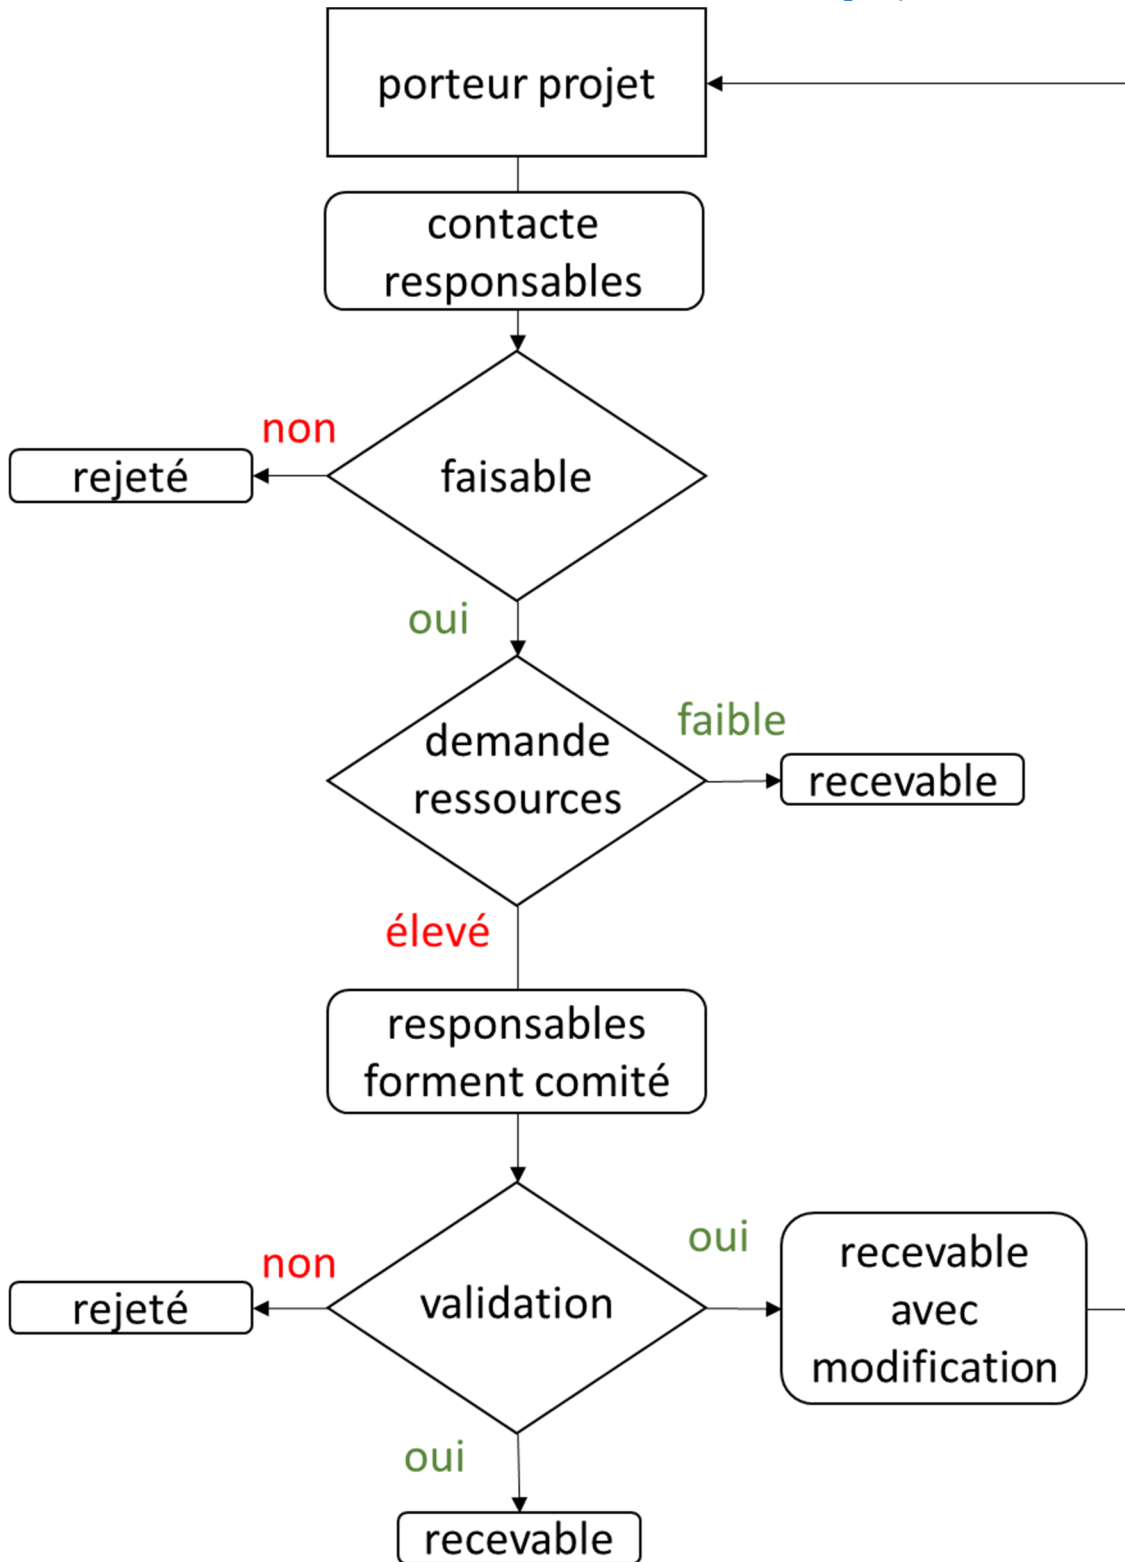 porteur projet
contacte
responsables
non
rejeté
faisable
oui
faible
demande
ressources
recevable
élevé
responsables
forment comité
oui
non
rejeté
validation
recevable
avec
modification
oui
recevable